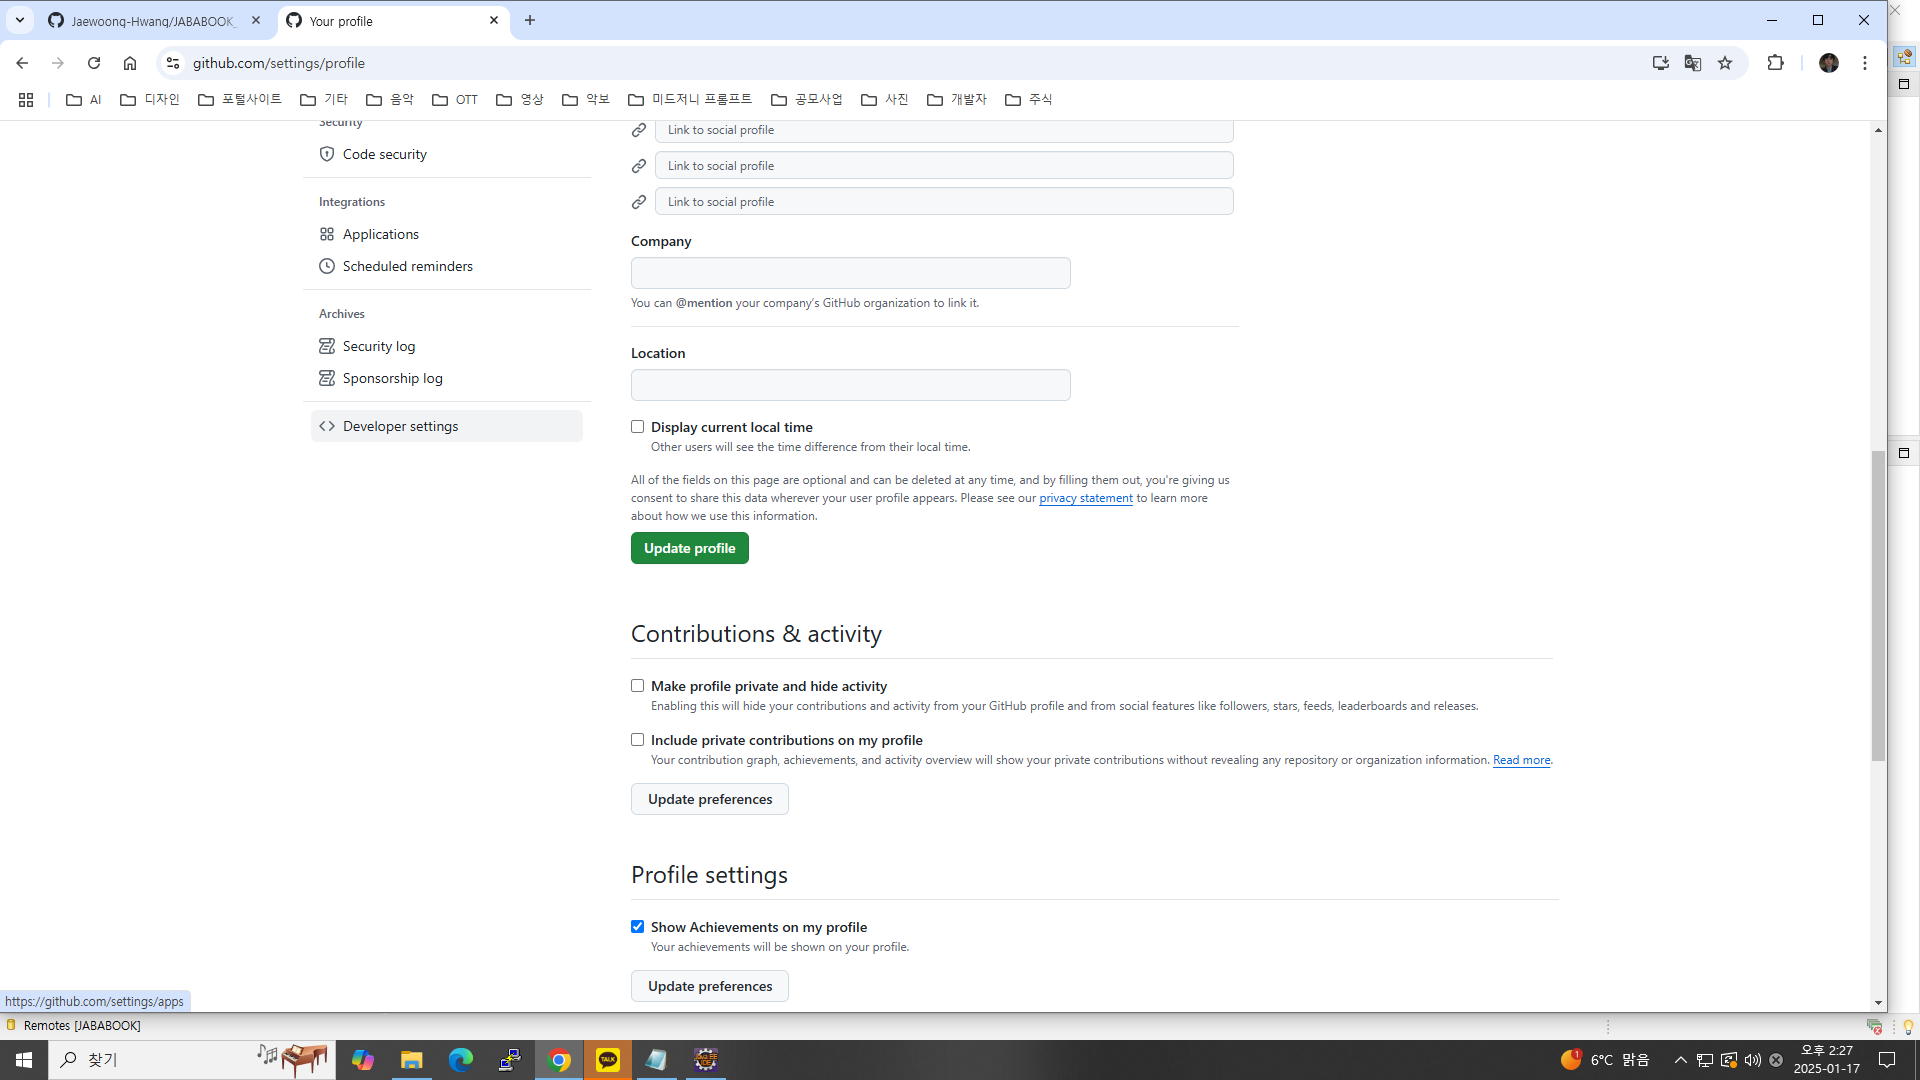 Jaewoong-Hwang/JABABOOK_
Your profile
github.com/settings/profile
AI
디자인
포털사이트
기타
음악
OTT
영상
악보
미드저니 프롬프트
공모사업
사진
개발자
주식
Security
Code security
Integrations
Applications
Scheduled reminders
Archives
Security log
Sponsorship log
Developer settings
Link to social profile
Link to social profile
Link to social profile
Company
You can @mention your company's GitHub organization to link it.
Location
Display current local time
Other users will see the time difference from their local time.
All of the fields on this page are optional and can be deleted at any time, and by filling them out, you're giving us
consent to share this data wherever your user profile appears. Please see our privacy statement to learn more
about how we use this information.
Update profile
Contributions & activity
Make profile private and hide activity
Enabling this will hide your contributions and activity from your GitHub profile and from social features like followers, stars, feeds, leaderboards and releases.
Include private contributions on my profile
Your contribution graph, achievements, and activity overview will show your private contributions without revealing any repository or organization information. Read more.
Update preferences
Profile settings
Show Achievements on my profile
Your achievements will be shown on your profile.
Update preferences
https://github.com/settings/apps
Remotes [JABABOOK]
찾기
TALK
1
6°C 맑음
오후 2:27
2025-01-17